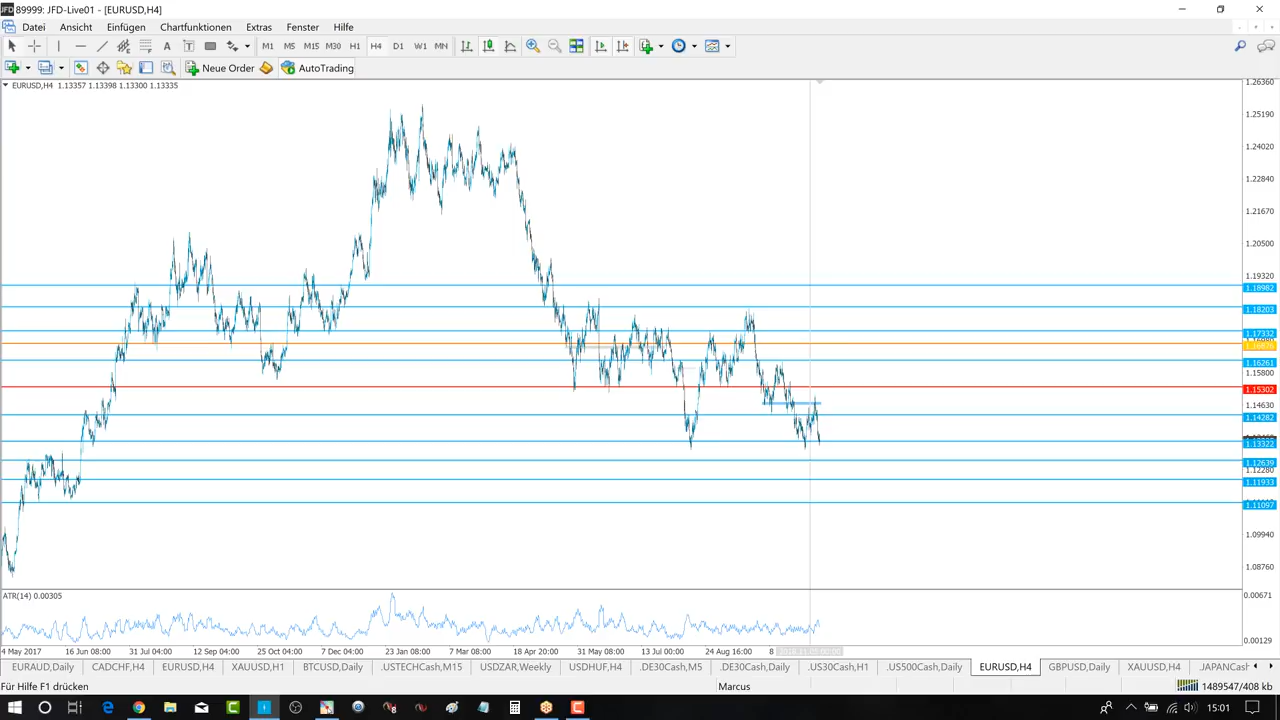 JFD 89999: JFD-Live01 - [EURUSD,H4]
Datei Ansicht Einfügen Chartfunktionen Extras Fenster Hilfe
A T M1 M5 M15 M30 H1 H4 D1 W1 MN
New Order AutoTrading
EURUSD,H4 1.13357 1.13398 1.13300 1.13335
1.26360
1.25190
1.24020
1.22840
1.21670
1.20500
1.19320
1.18982
1.18203
1.17332
1.16261
1.15800
1.15302
1.14630
1.14282
1.13322
1.12639
1.12280
1.11933
1.11097
1.09940
1.08760
ATR(14) 0.00305
0.00671
0.00129
4 May 2017 16 Jun 08:00 31 Jul 04:00 12 Sep 04:00 25 Oct 04:00 7 Dec 04:00 23 Jan 08:00 7 Mar 08:00 18 Apr 20:00 31 May 08:00 13 Jul 00:00 24 Aug 16:00 8 2018.11.05 00:00
EURAUD,Daily CADCHF,H4 EURUSD,H4 XAUUSD,H1 BTCUSD,Daily .USTECHCash,M15 USDZAR,Weekly USDHUF,H4 .DE30Cash,M5 .DE30Cash,Daily .US30Cash,H1 .US500Cash,Daily EURUSD,H4 GBPUSD,Daily XAUUSD,H4 .JAPANCash
Für Hilfe F1 drücken Marcus 1489547/408 kb
15:01